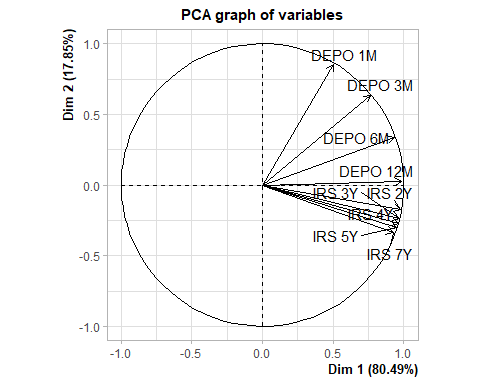 PCA graph of variables
Dim 2 (17.85%)
1.0
0.5
0.0
-0.5
-1.0
DEPO 1M
DEPO 3M
DEPO 6M
DEPO 12M
IRS 3Y IRS 2Y
IRS 4Y
IRS 5Y
IRS 7Y
-1.0 -0.5 0.0 0.5 1.0
Dim 1 (80.49%)